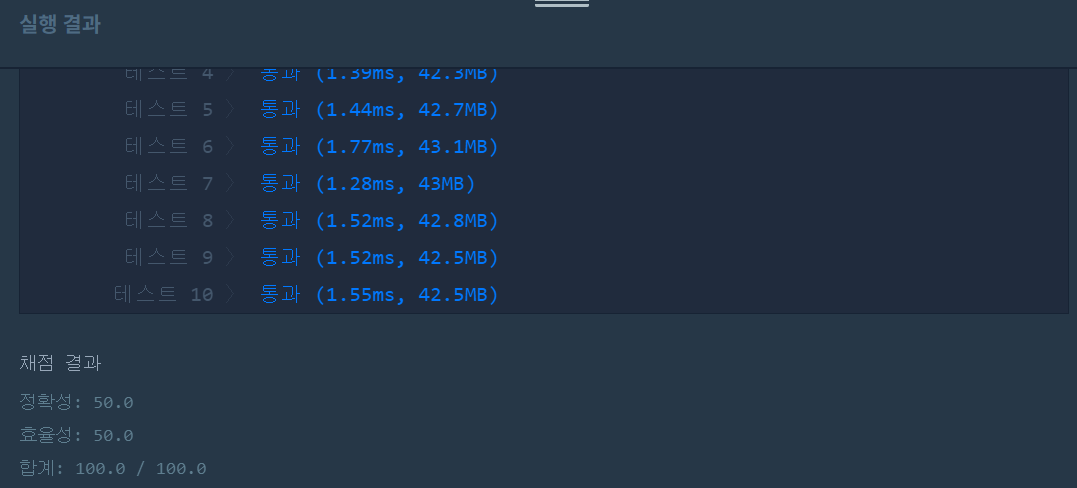 실행 결과
테스트 4 〉 통과 (1.39ms, 42.3MB)
테스트 5 〉 통과 (1.44ms, 42.7MB)
테스트 6 〉 통과 (1.77ms, 43.1MB)
테스트 7 〉 통과 (1.28ms, 43MB)
테스트 8 〉 통과 (1.52ms, 42.8MB)
테스트 9 〉 통과 (1.52ms, 42.5MB)
테스트 10 〉 통과 (1.55ms, 42.5MB)
채점 결과
정확성: 50.0
효율성: 50.0
합계: 100.0 / 100.0